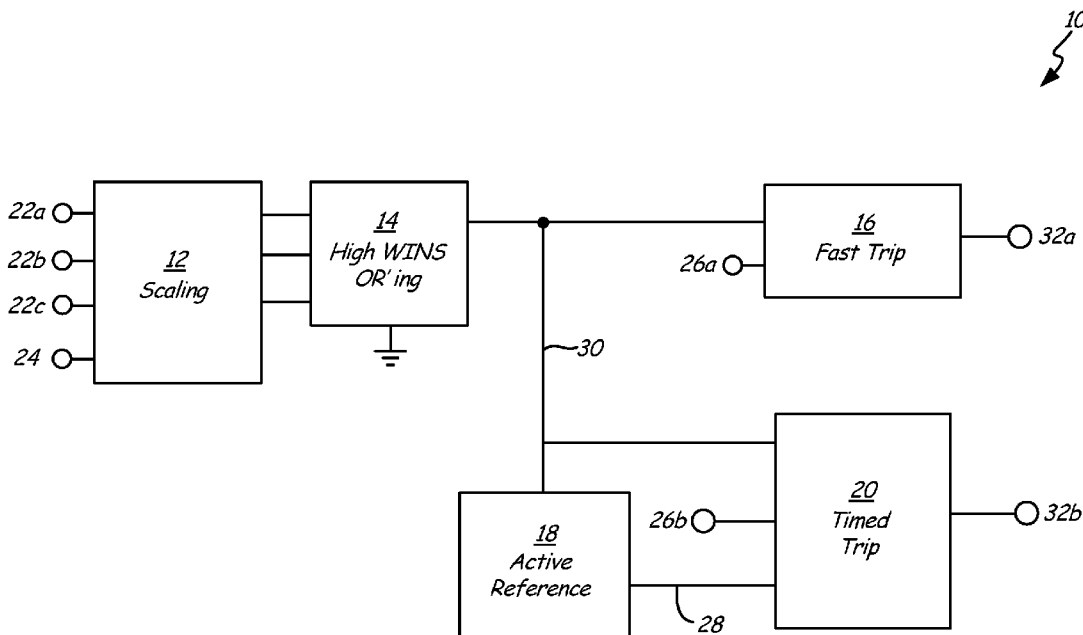 10
22a
22b
22c
24
12
Scaling
14
High WINS
OR'ing
26a
16
Fast Trip
32a
30
18
Active
Reference
26b
28
20
Timed
Trip
32b